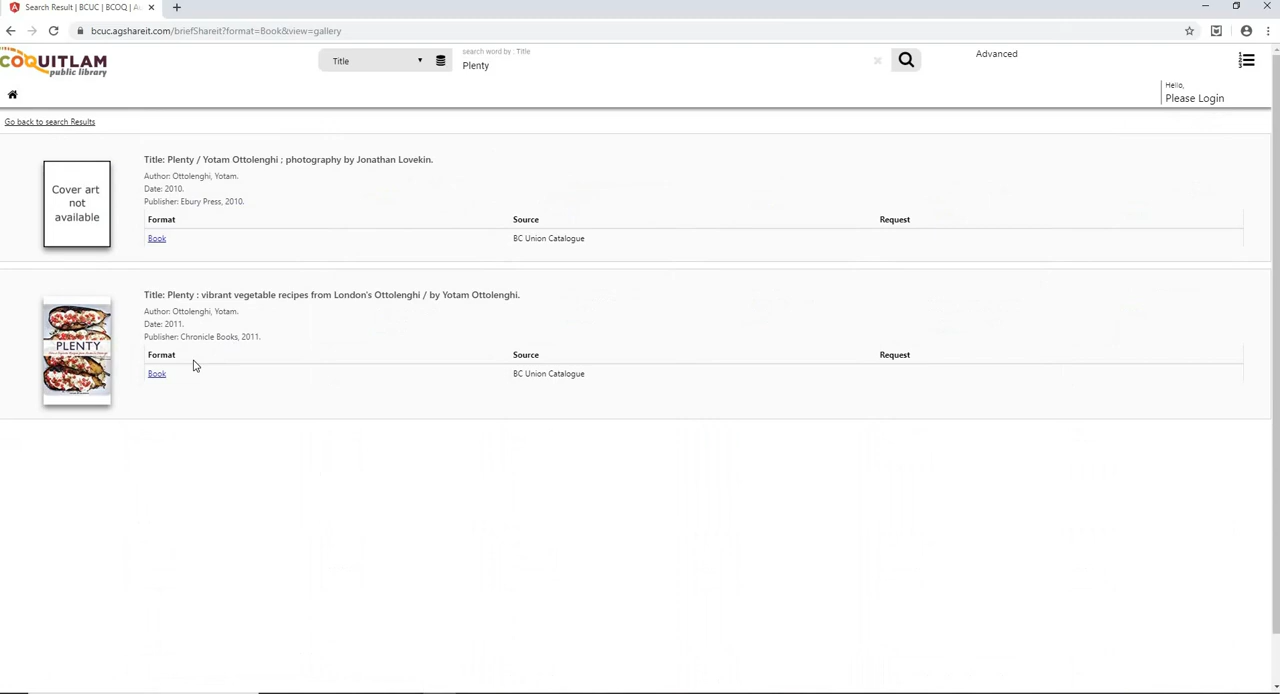 Search Result | BCUC | BCOQ | Au
bcuc.agshareit.com/briefShareit?format=Book&view=gallery
COQUITLAM
public library
Title
search word by : Title
Plenty
Advanced
Hello,
Please Login
Go back to search Results
Cover art
not
available
Title: Plenty / Yotam Ottolenghi ; photography by Jonathan Lovekin.
Author: Ottolenghi, Yotam.
Date: 2010.
Publisher: Ebury Press, 2010.
Format Source Request
Book BC Union Catalogue
PLENTY
Title: Plenty : vibrant vegetable recipes from London's Ottolenghi / by Yotam Ottolenghi.
Author: Ottolenghi, Yotam.
Date: 2011.
Publisher: Chronicle Books, 2011.
Format Source Request
Book BC Union Catalogue